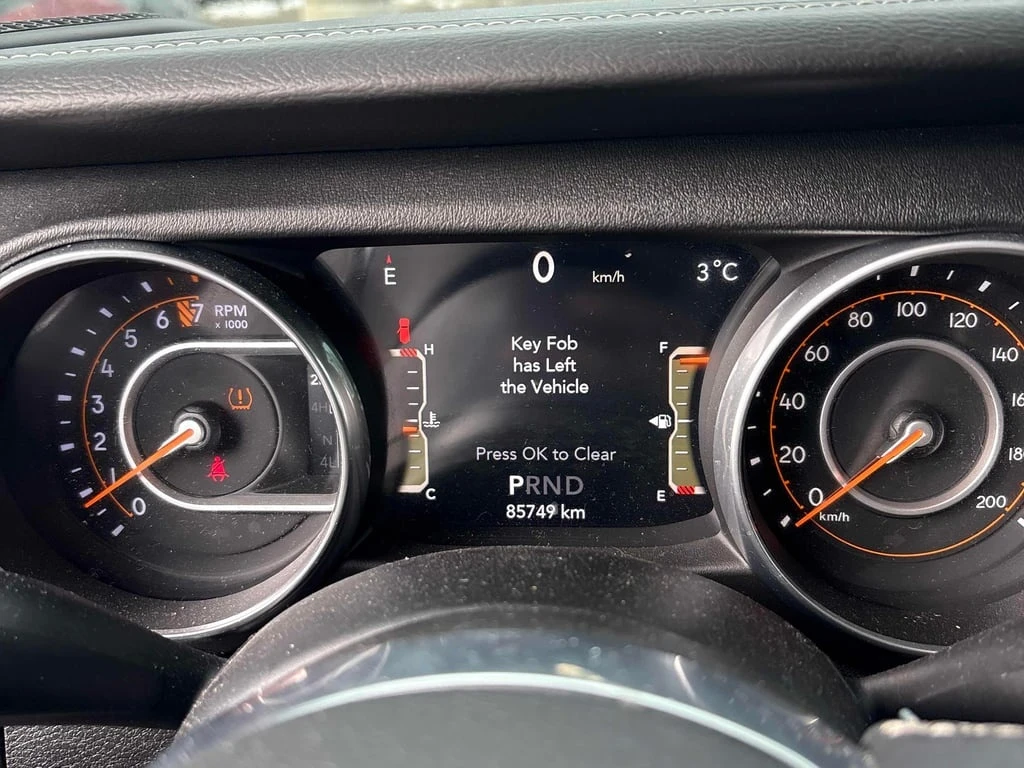 E
0 km/h
3°C
Key Fob
has Left
the Vehicle
Press OK to Clear
PRND
85749 km
H
C
F
E
0
1
2
3
4
5
6
7
RPM
x 1000
N
4L
0
20
40
60
80
100
120
140
200
km/h